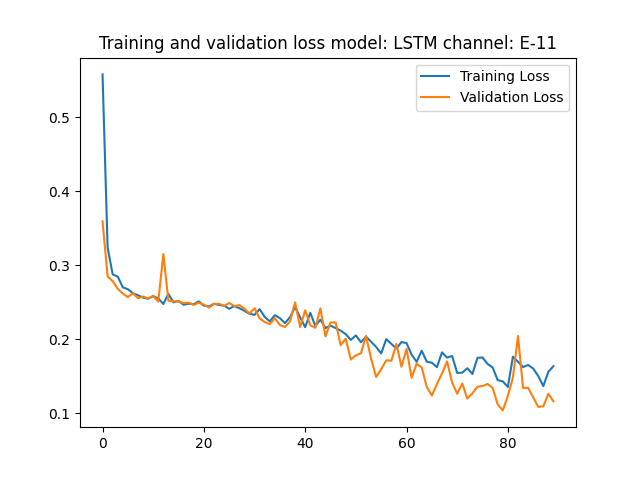 Training and validation loss model: LSTM channel: E-11
Training Loss
Validation Loss
0.5
0.4
0.3
0.2
0.1
0 20 40 60 80